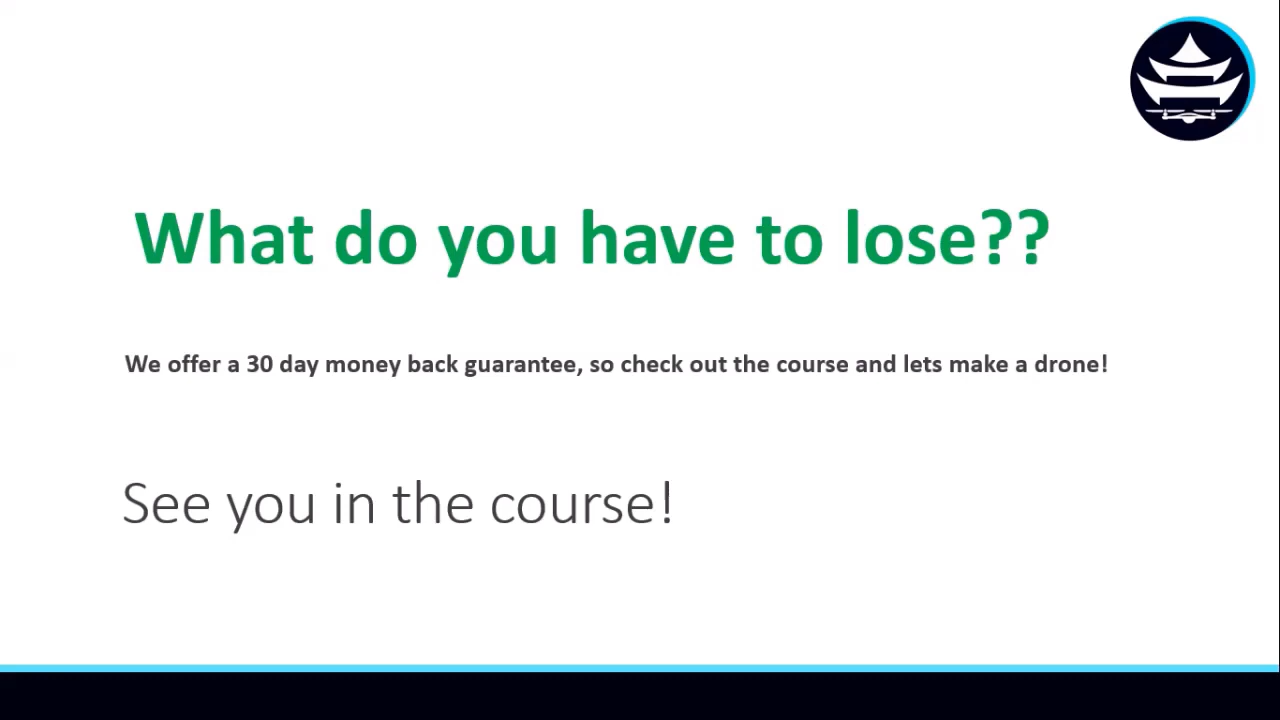 What do you have to lose??
We offer a 30 day money back guarantee, so check out the course and lets make a drone!
See you in the course!